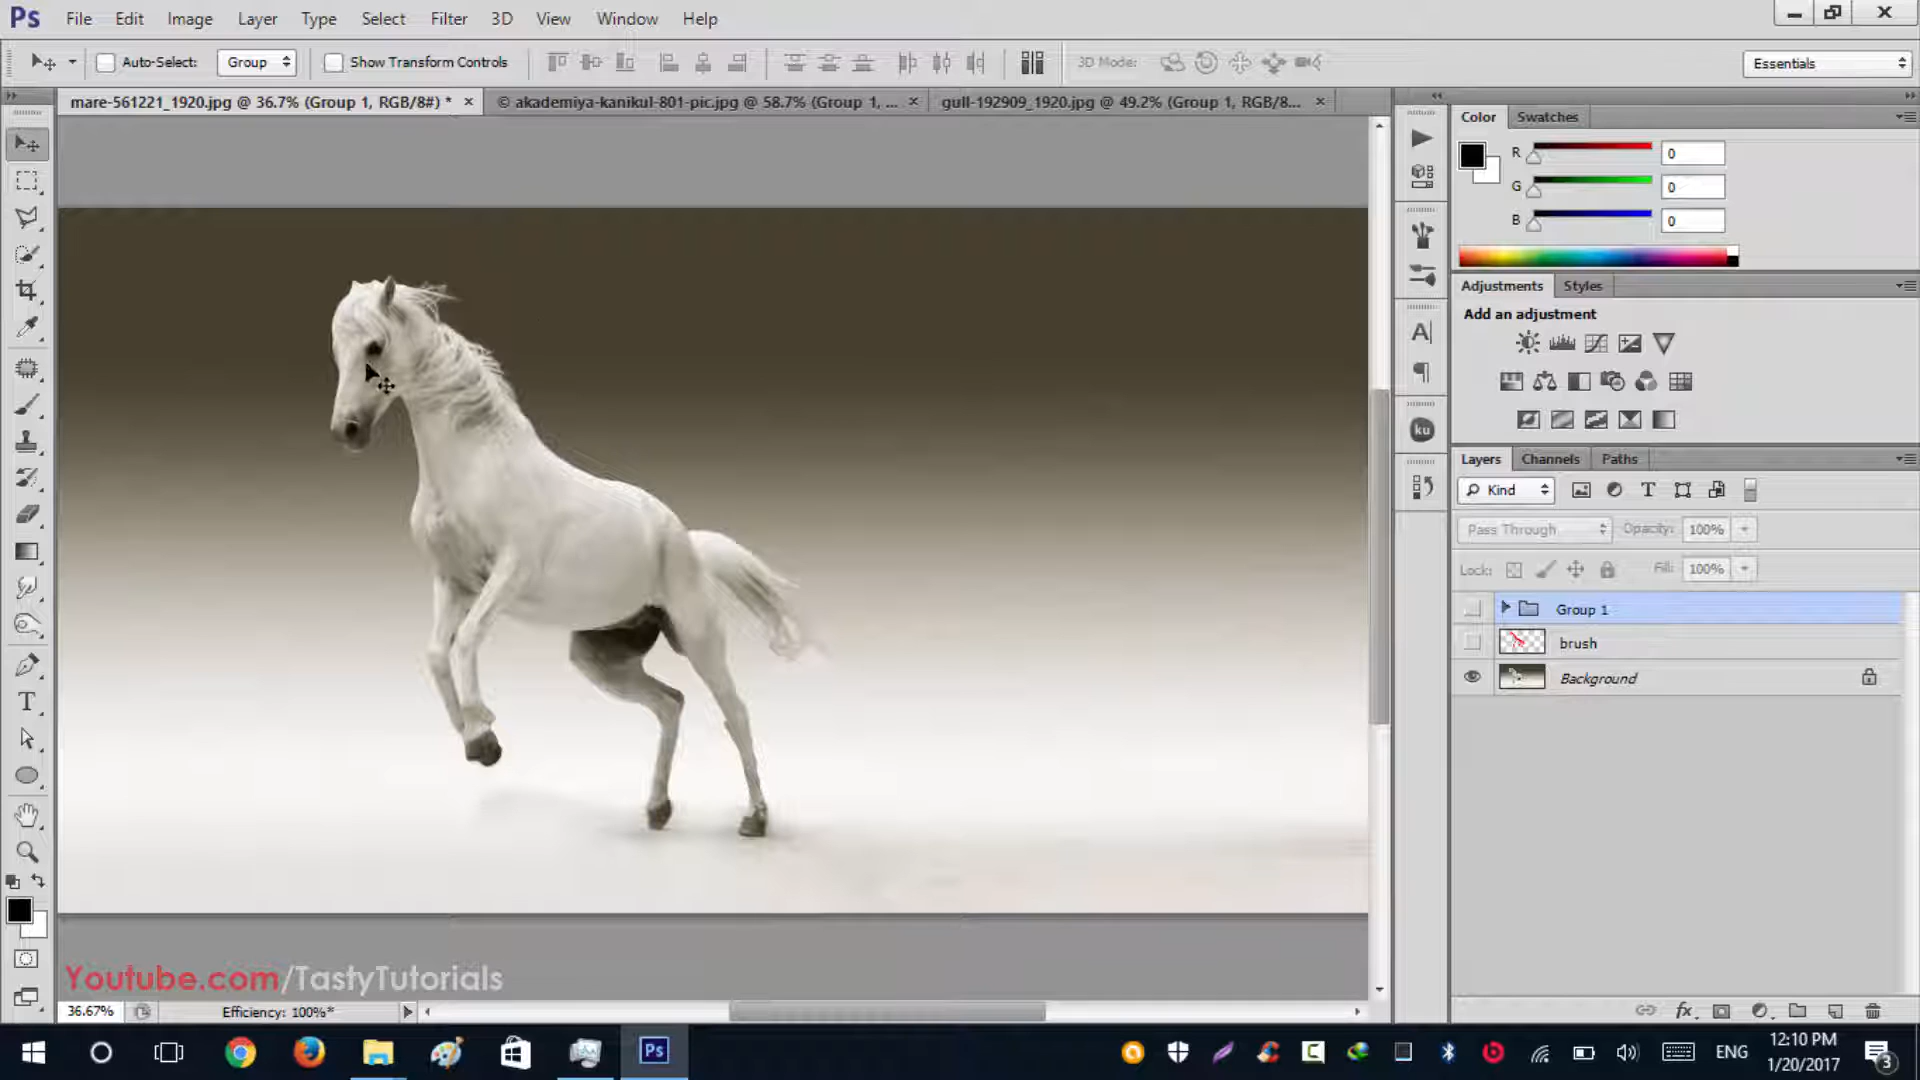 Ps File Edit Image Layer Type Select Filter 3D View Window Help
Auto-Select: Group Show Transform Controls 3D Mode: Essentials
mare-561221_1920.jpg @ 36.7% (Group 1, RGB/8#) * × © akademiya-kanikul-801-pic.jpg @ 58.7% (Group 1, ... × gull-192909_1920.jpg @ 49.2% (Group 1, RGB/8... ×
Color Swatches
R 0
G 0
B 0
Adjustments Styles
Add an adjustment
Layers Channels Paths
Kind
Pass Through Opacity: 100%
Lock: Fill: 100%
Group 1
brush
Background
ku
Youtube.com/TastyTutorials
36.67% Efficiency: 100%*
Ps ENG 12:10 PM
1/20/2017
3